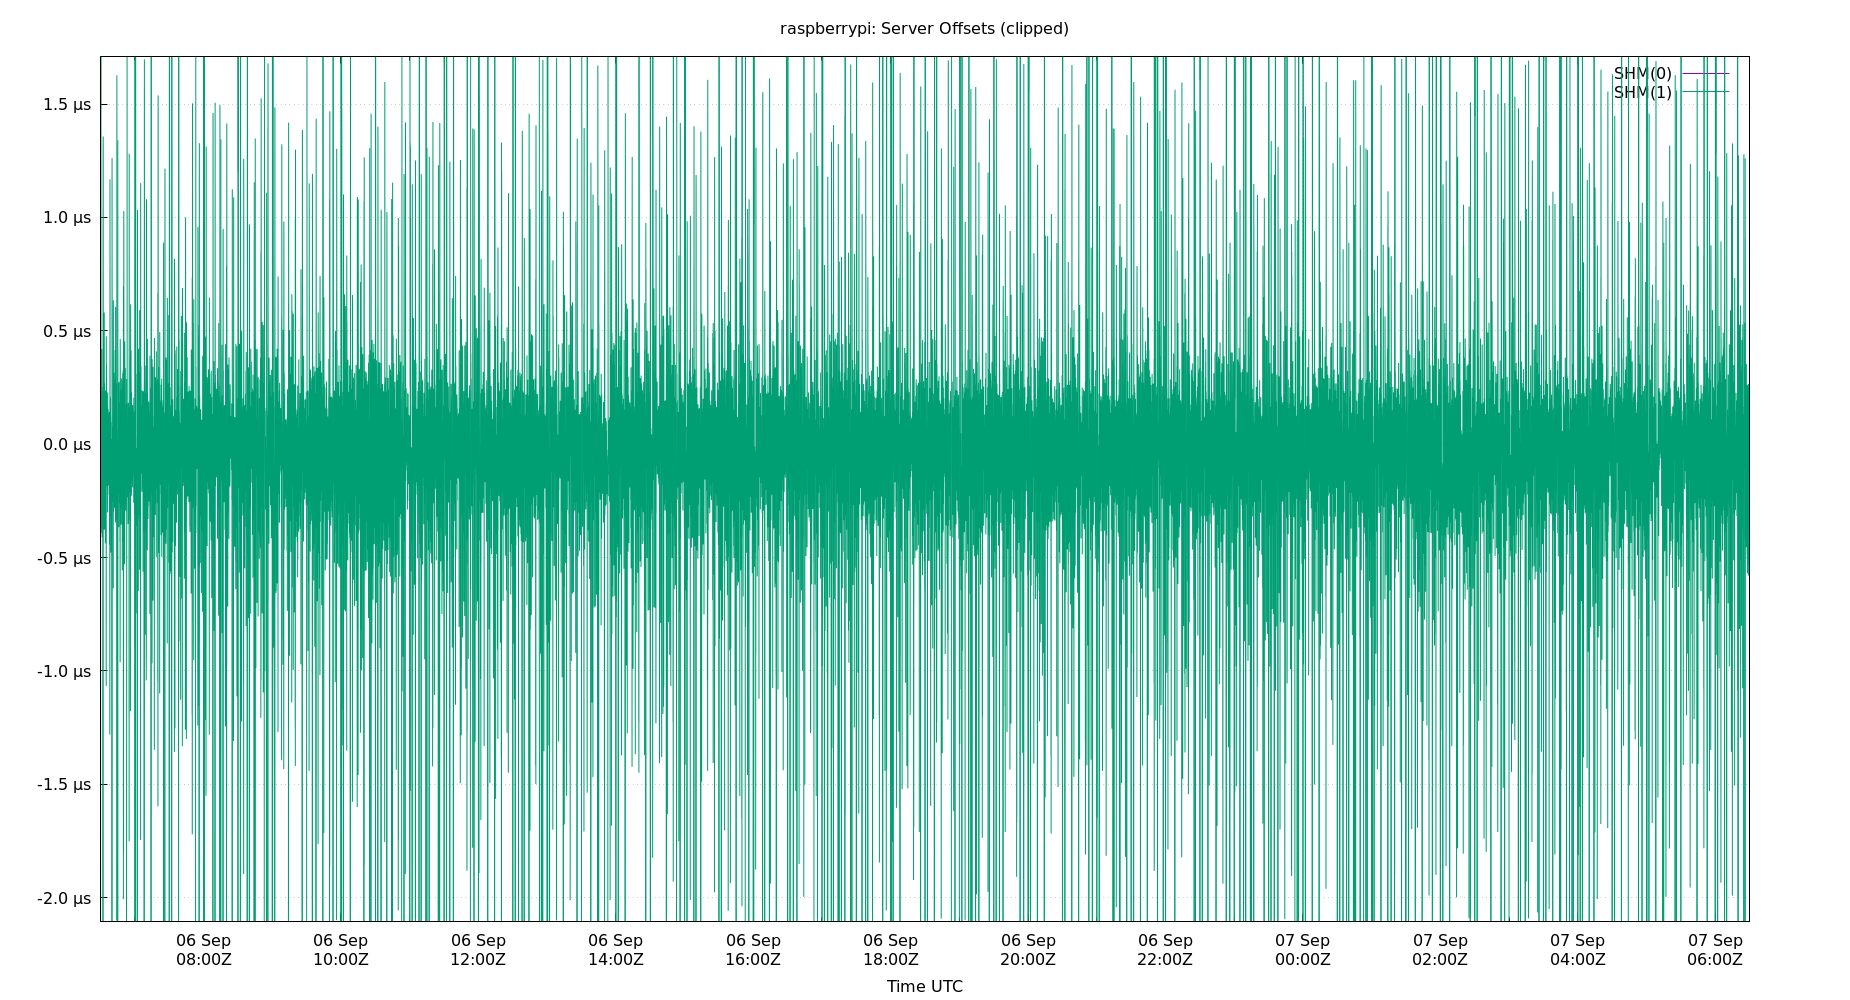 raspberrypi: Server Offsets (clipped)
SHM(0)
SHM(1)
1.5 µs
1.0 µs
0.5 µs
0.0 µs
-0.5 µs
-1.0 µs
-1.5 µs
-2.0 µs
06 Sep 06 Sep 06 Sep 06 Sep 06 Sep 06 Sep 06 Sep 06 Sep 07 Sep 07 Sep 07 Sep 07 Sep
08:00Z 10:00Z 12:00Z 14:00Z 16:00Z 18:00Z 20:00Z 22:00Z 00:00Z 02:00Z 04:00Z 06:00Z
Time UTC